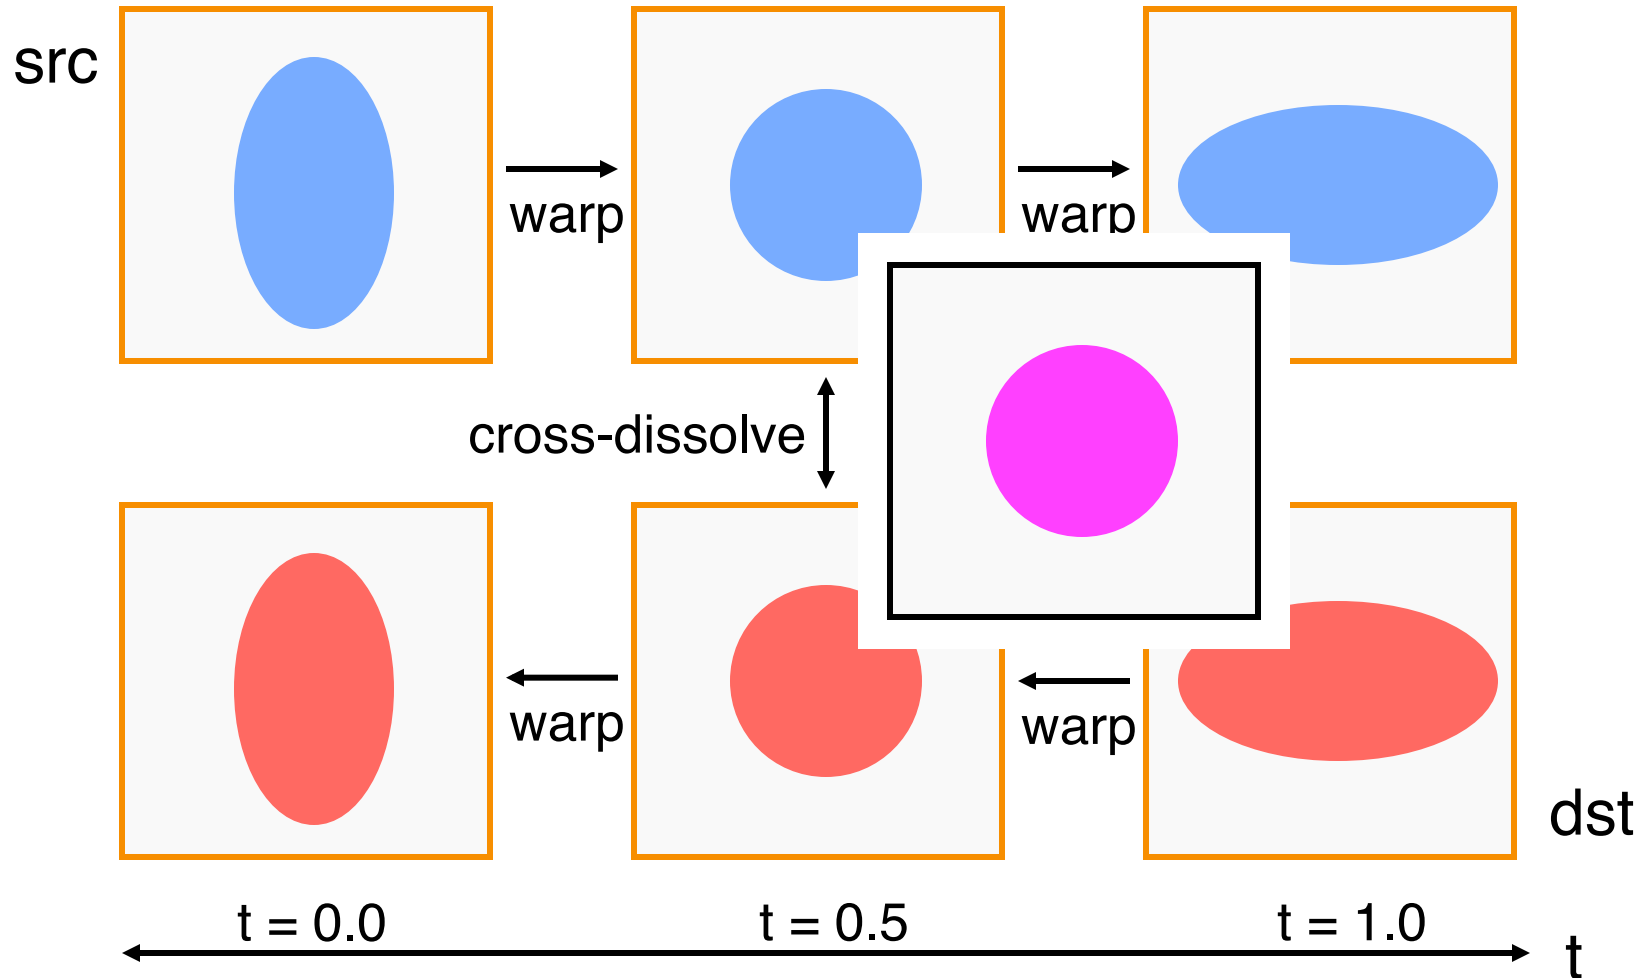 src
warp
warp
cross-dissolve
warp
warp
dst
t = 0.0
t = 0.5
t = 1.0
t